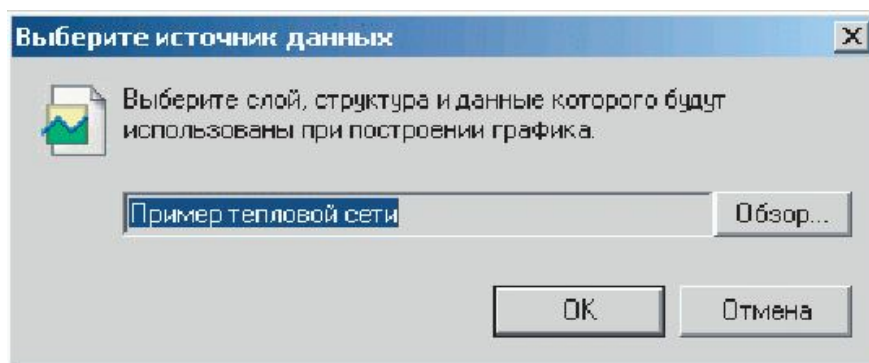 Выберите источник данных
Выберите слой, структура и данные которого будут
использованы при построении графика.
Пример тепловой сети
Обзор...
OK
Отмена